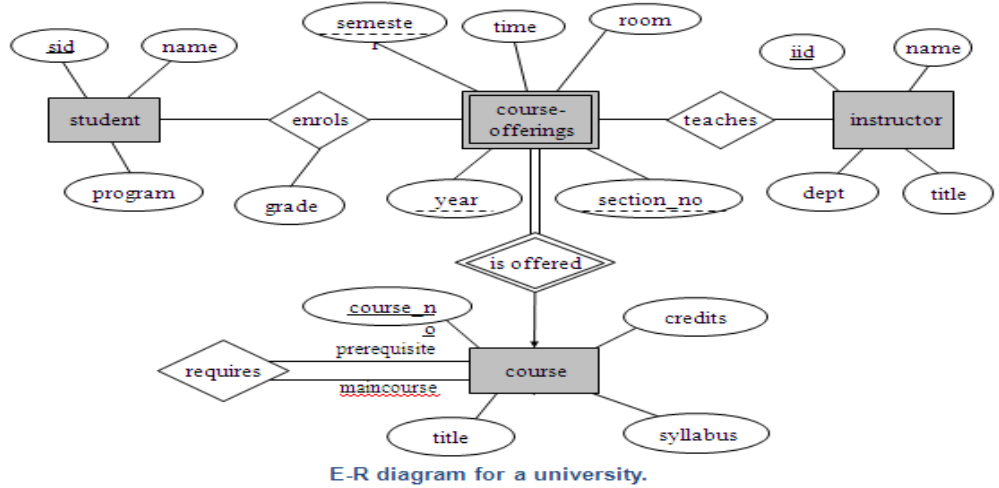 semeste
r
time
room
sid
name
iid
name
student
enrols
course-
offerings
teaches
instructor
program
grade
year
section_no
dept
title
is offered
course_n
o
credits
prerequisite
requires
course
maincourse
title
syllabus
E-R diagram for a university.